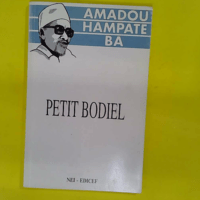 AMADOU
HAMPATE
BA
PETIT BODIEL
NEI - EDICEF